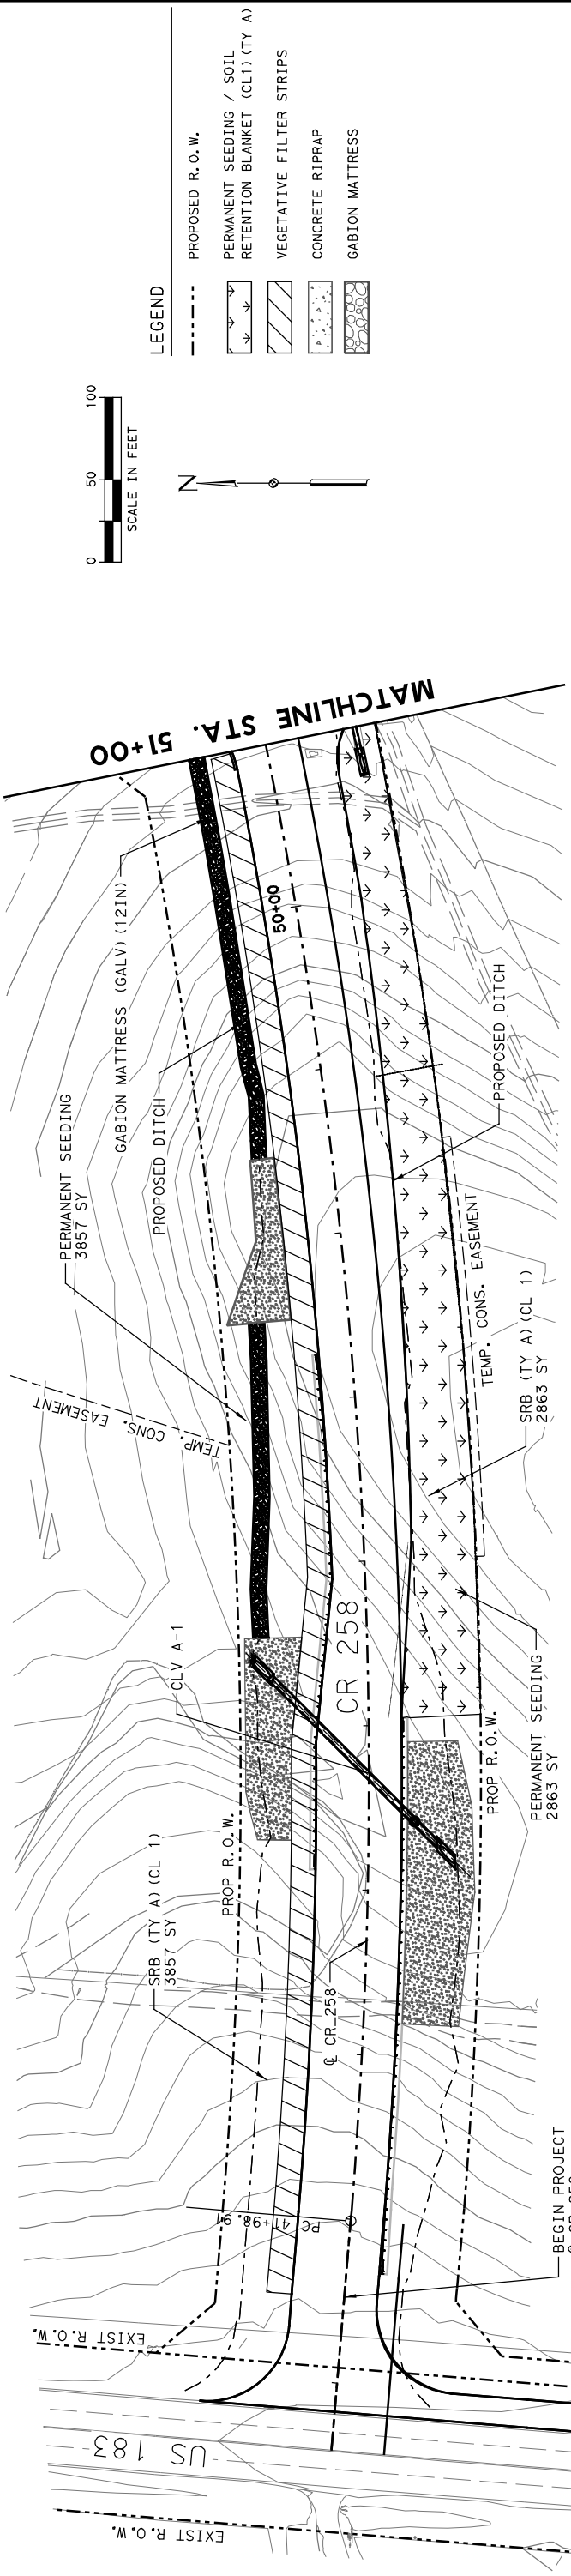 US 183
EXIST R.O.W.
EXIST R.O.W.
PC 41+98.91
BEGIN PROJECT
SRB (TY A) (CL 1)
3857 SY
PROP R.O.W.
CLV A-1
℄ CR 258
CR 258
PROP R.O.W.
PERMANENT SEEDING
2863 SY
TEMP. CONS. EASEMENT
PERMANENT SEEDING
3857 SY
PROPOSED DITCH
GABION MATTRESS (GALV) (12IN)
SRB (TY A) (CL 1)
2863 SY
TEMP. CONS. EASEMENT
PROPOSED DITCH
50+00
MATCHLINE STA. 51+00
0 50 100
SCALE IN FEET
N
LEGEND
PROPOSED R.O.W.
PERMANENT SEEDING / SOIL
RETENTION BLANKET (CL1) (TY A)
VEGETATIVE FILTER STRIPS
CONCRETE RIPRAP
GABION MATTRESS